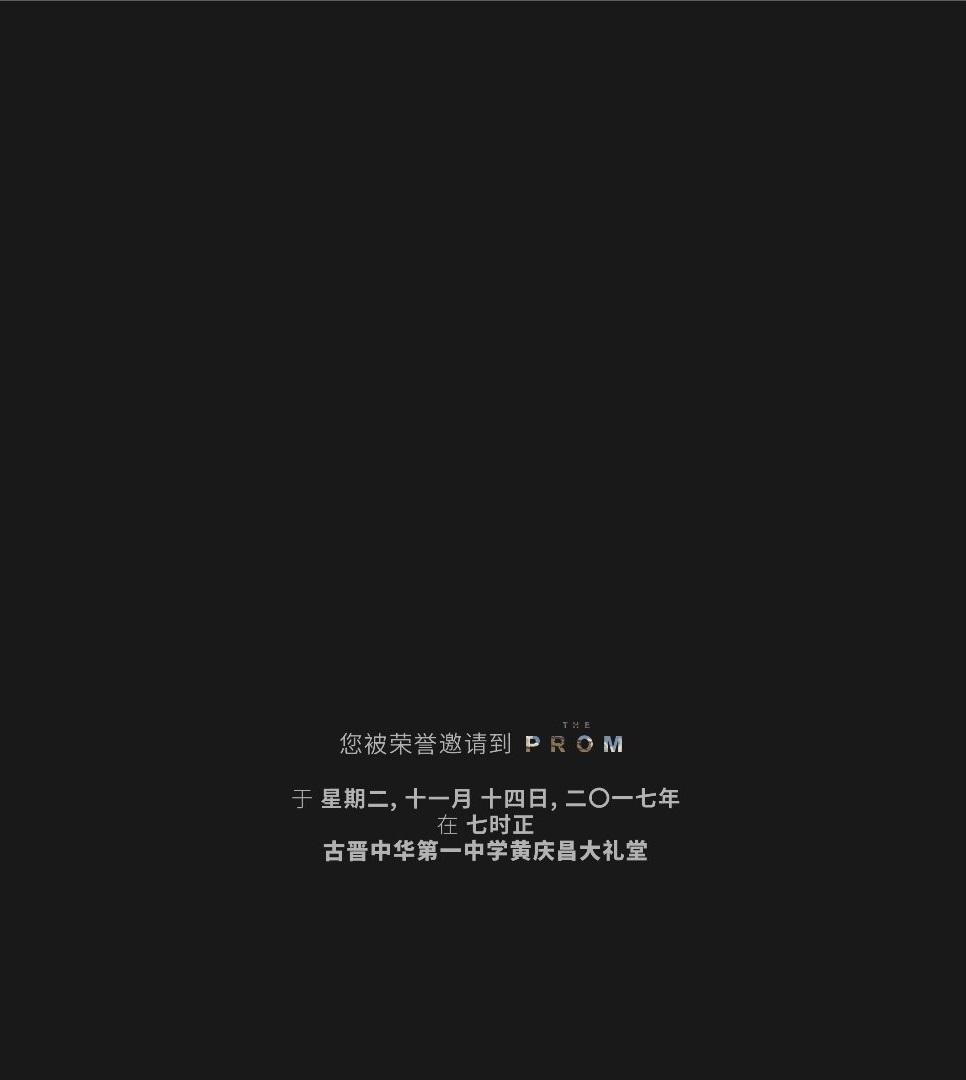 THE
您被荣誉邀请到 PROM
于 星期二, 十一月 十四日, 二〇一七年
在 七时正
古晋中华第一中学黄庆昌大礼堂